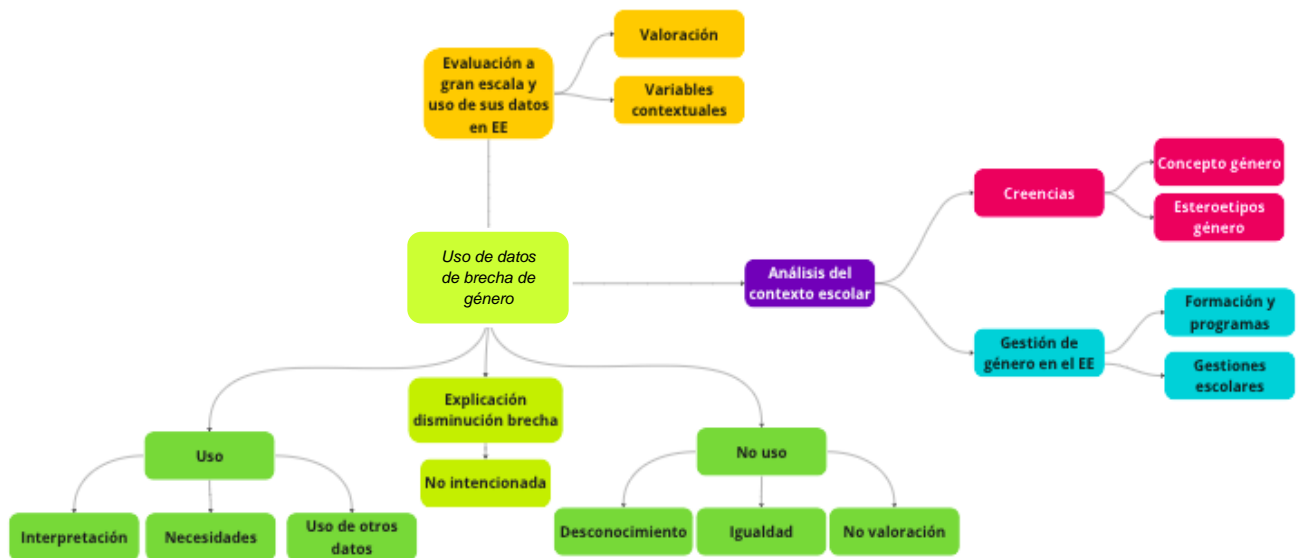 Valoración
Evaluación a
gran escala y
uso de sus datos
en EE
Variables
contextuales
Concepto género
Creencias
Esteroetipos
género
Uso de datos
de brecha de
género
Análisis del
contexto escolar
Formación y
programas
Gestión de
género en el EE
Gestiones
escolares
Explicación
disminución brecha
Uso
No uso
No intencionada
Interpretación
Necesidades
Uso de otros
datos
Desconocimiento
Igualdad
No valoración